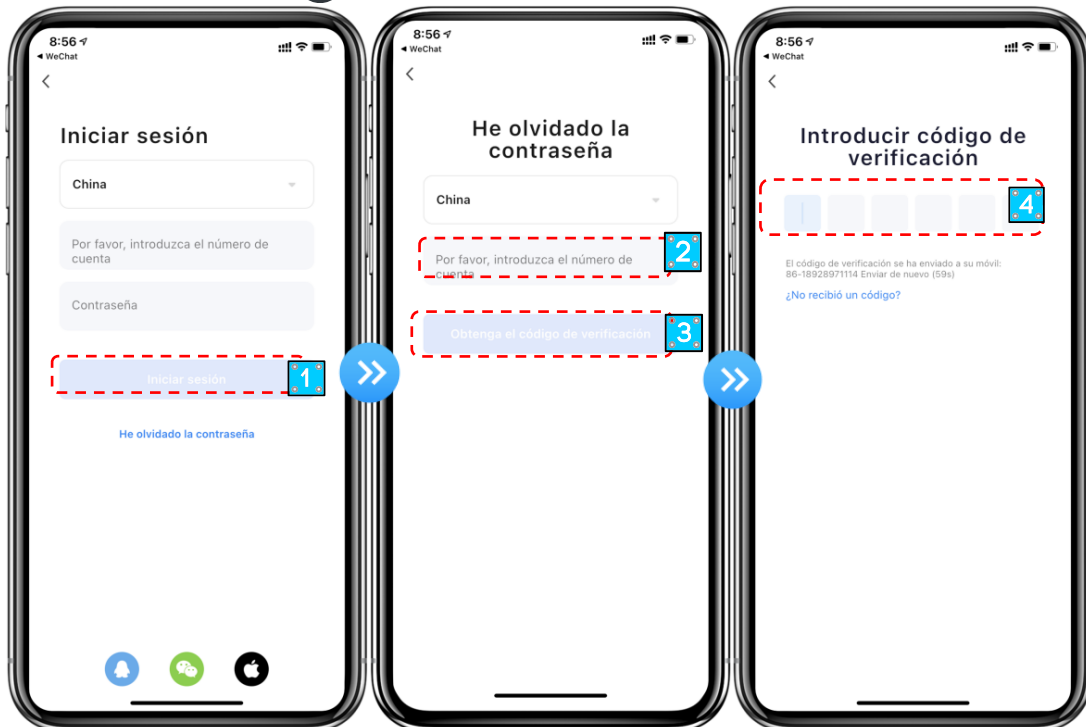 8:56
WeChat
Iniciar sesión
China
Por favor, introduzca el número de
cuenta
Contraseña
Iniciar sesión
1
He olvidado la contraseña
8:56
WeChat
He olvidado la
contraseña
China
Por favor, introduzca el número de
cuenta
2
Obtenga el código de verificación
3
8:56
WeChat
Introducir código de
verificación
4
El código de verificación se ha enviado a su móvil:
86-18928971114 Enviar de nuevo (59s)
¿No recibió un código?